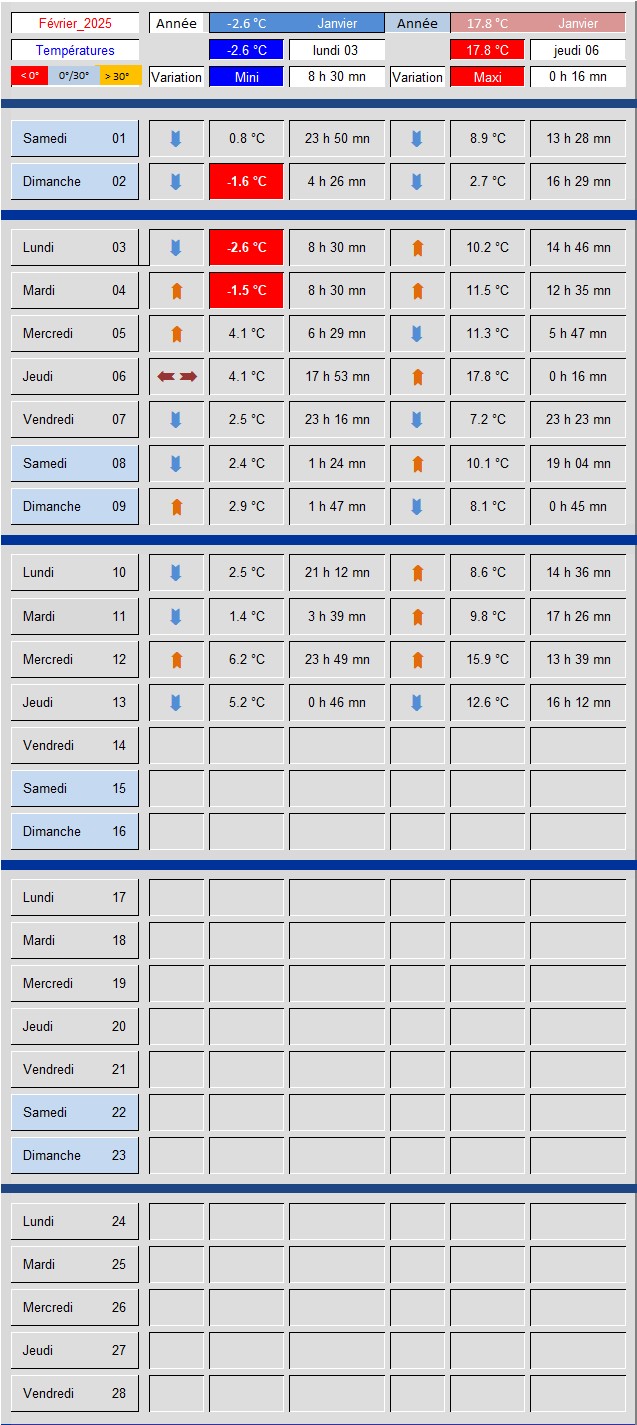 Février_2025 Année -2.6 °C Janvier Année 17.8 °C Janvier
Températures -2.6 °C lundi 03 17.8 °C jeudi 06
< 0° 0°/30° > 30° Variation Mini 8 h 30 mn Variation Maxi 0 h 16 mn
Samedi 01 0.8 °C 23 h 50 mn 8.9 °C 13 h 28 mn
Dimanche 02 -1.6 °C 4 h 26 mn 2.7 °C 16 h 29 mn
Lundi 03 -2.6 °C 8 h 30 mn 10.2 °C 14 h 46 mn
Mardi 04 -1.5 °C 8 h 30 mn 11.5 °C 12 h 35 mn
Mercredi 05 4.1 °C 6 h 29 mn 11.3 °C 5 h 47 mn
Jeudi 06 4.1 °C 17 h 53 mn 17.8 °C 0 h 16 mn
Vendredi 07 2.5 °C 23 h 16 mn 7.2 °C 23 h 23 mn
Samedi 08 2.4 °C 1 h 24 mn 10.1 °C 19 h 04 mn
Dimanche 09 2.9 °C 1 h 47 mn 8.1 °C 0 h 45 mn
Lundi 10 2.5 °C 21 h 12 mn 8.6 °C 14 h 36 mn
Mardi 11 1.4 °C 3 h 39 mn 9.8 °C 17 h 26 mn
Mercredi 12 6.2 °C 23 h 49 mn 15.9 °C 13 h 39 mn
Jeudi 13 5.2 °C 0 h 46 mn 12.6 °C 16 h 12 mn
Vendredi 14
Samedi 15
Dimanche 16
Lundi 17
Mardi 18
Mercredi 19
Jeudi 20
Vendredi 21
Samedi 22
Dimanche 23
Lundi 24
Mardi 25
Mercredi 26
Jeudi 27
Vendredi 28